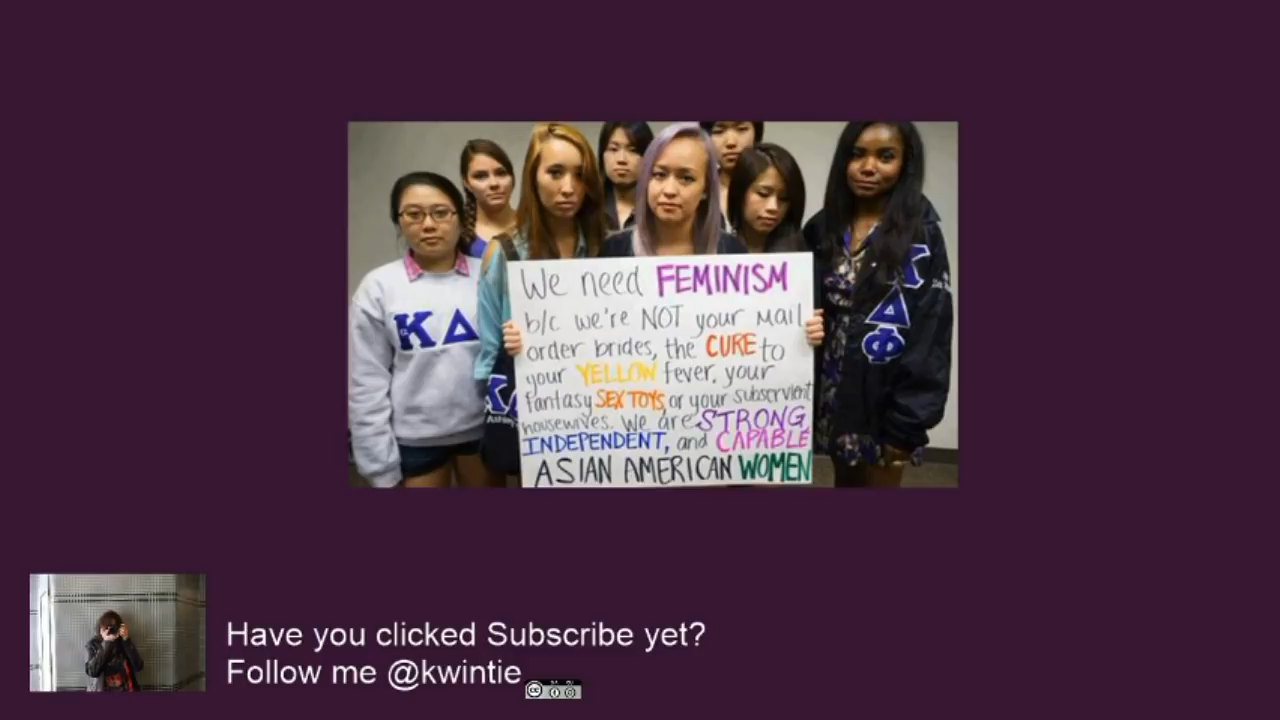 We need FEMINISM
b/c we're NOT your mail
order brides, the CURE to
your YELLOW fever, your
fantasy SEX TOYS, or your subservient
housewives. We are STRONG,
INDEPENDENT, and CAPABLE
ASIAN AMERICAN WOMEN
ΚΔ
ΔΦ
Have you clicked Subscribe yet?
Follow me @kwintie
cc